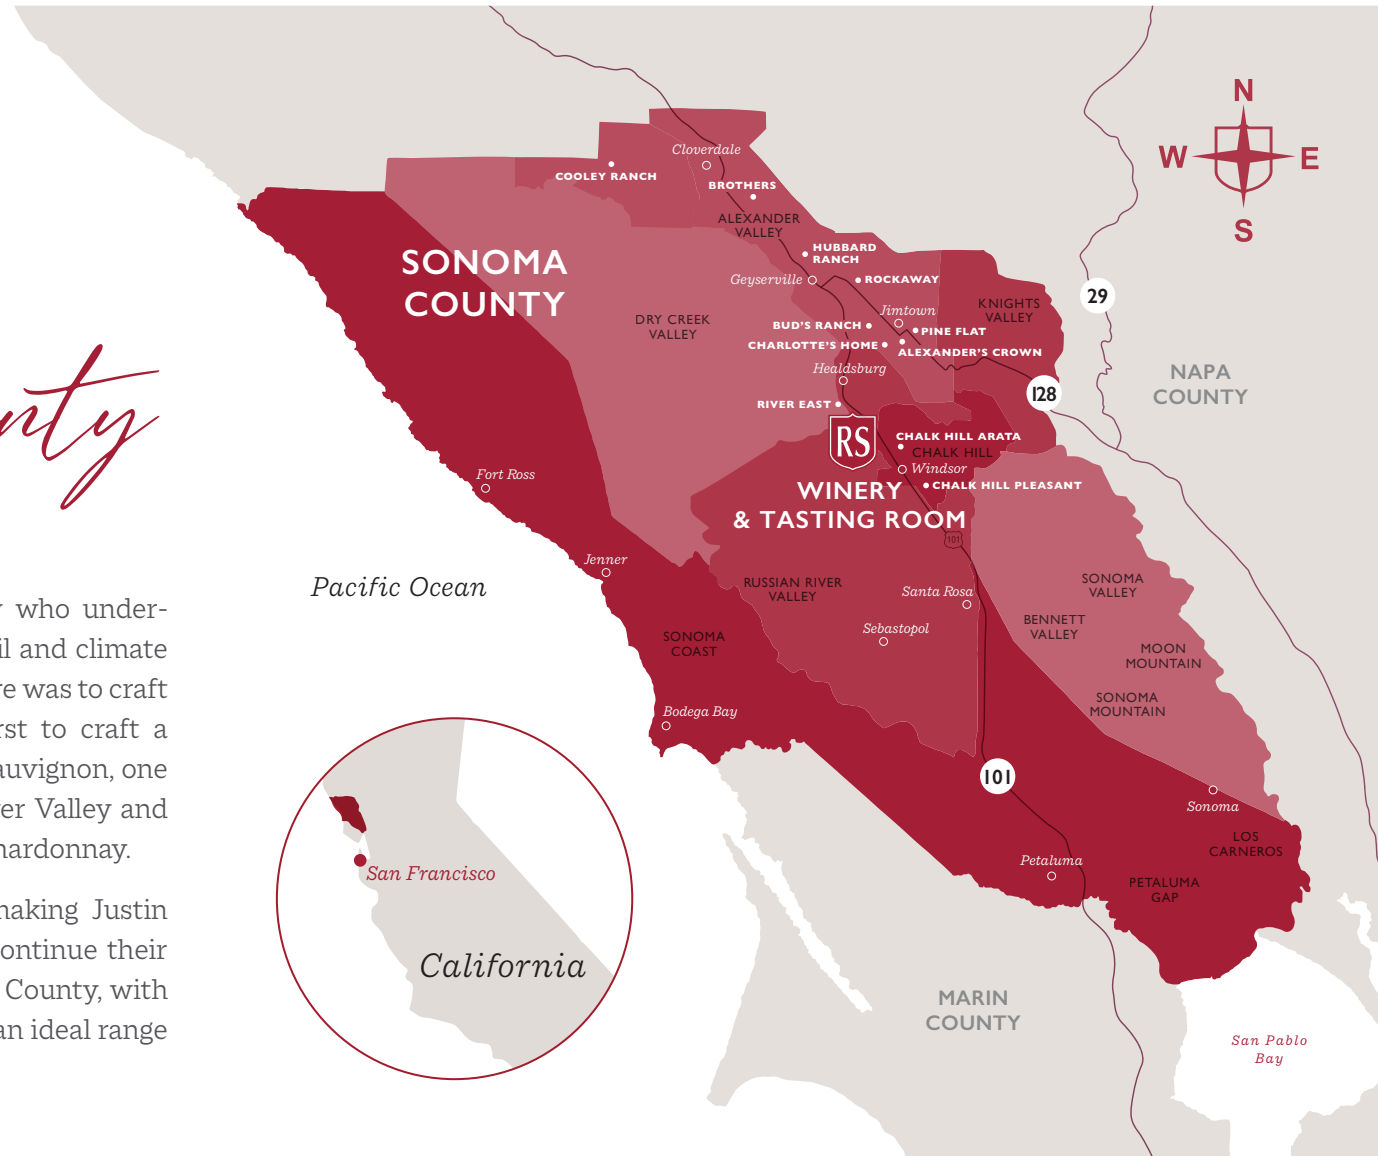 nty
who under-
il and climate
re was to craft
rst to craft a
auvignon, one
er Valley and
hardonnay.
making Justin
ontinue their
County, with
an ideal range
N
W
E
S
Cloverdale
COOLEY RANCH
BROTHERS
ALEXANDER
VALLEY
SONOMA
COUNTY
HUBBARD
RANCH
Geyserville
ROCKAWAY
29
KNIGHTS
VALLEY
Jimtown
DRY CREEK
VALLEY
BUD'S RANCH
PINE FLAT
CHARLOTTE'S HOME
ALEXANDER'S CROWN
Healdsburg
NAPA
COUNTY
128
RIVER EAST
RS
CHALK HILL ARATA
CHALK HILL
Windsor
Fort Ross
CHALK HILL PLEASANT
WINERY
& TASTING ROOM
101
Jenner
Pacific Ocean
RUSSIAN RIVER
VALLEY
Santa Rosa
SONOMA
VALLEY
BENNETT
VALLEY
Sebastopol
SONOMA
COAST
MOON
MOUNTAIN
SONOMA
MOUNTAIN
Bodega Bay
101
Sonoma
LOS
CARNEROS
Petaluma
PETALUMA
GAP
San Francisco
California
MARIN
COUNTY
San Pablo
Bay